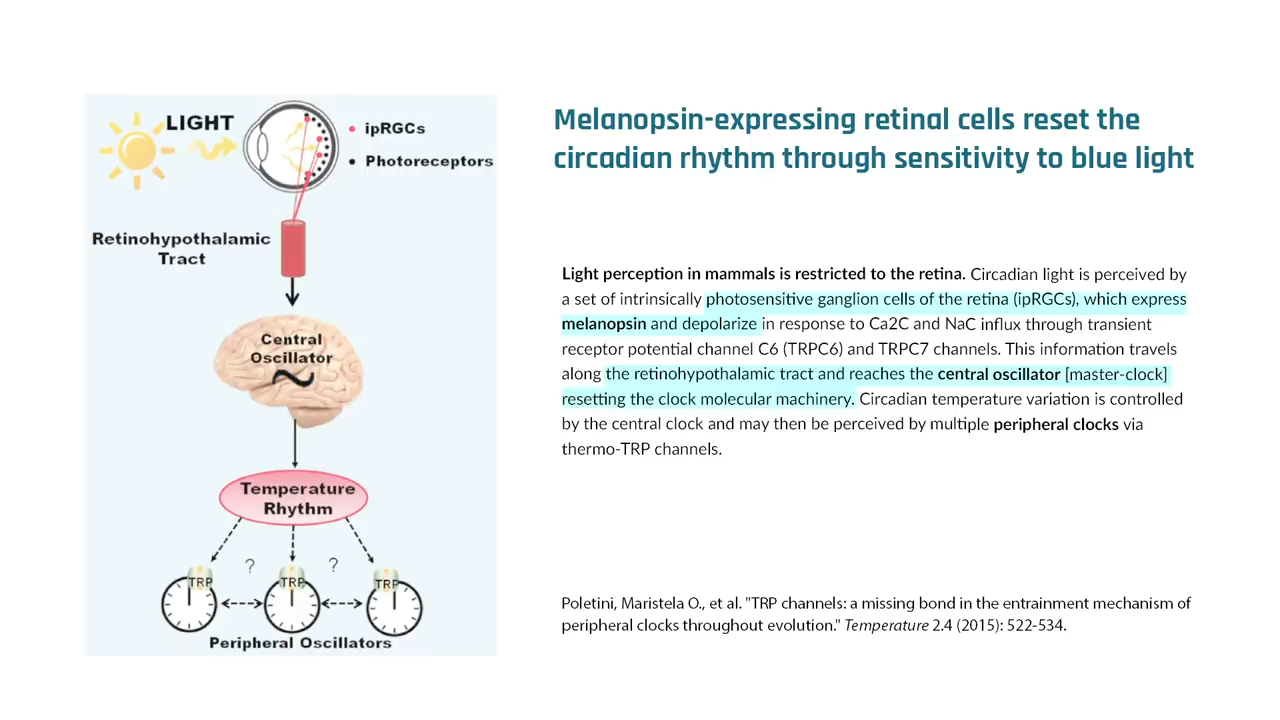 LIGHT
ipRGCs
Photoreceptors
Retinohypothalamic
Tract
Central
Oscillator
Temperature
Rhythm
? ?
TRP TRP TRP
Peripheral Oscillators
Melanopsin-expressing retinal cells reset the
circadian rhythm through sensitivity to blue light
Light perception in mammals is restricted to the retina. Circadian light is perceived by
a set of intrinsically photosensitive ganglion cells of the retina (ipRGCs), which express
melanopsin and depolarize in response to Ca2C and NaC influx through transient
receptor potential channel C6 (TRPC6) and TRPC7 channels. This information travels
along the retinohypothalamic tract and reaches the central oscillator [master-clock]
resetting the clock molecular machinery. Circadian temperature variation is controlled
by the central clock and may then be perceived by multiple peripheral clocks via
thermo-TRP channels.
Poletini, Maristela O., et al. "TRP channels: a missing bond in the entrainment mechanism of
peripheral clocks throughout evolution." Temperature 2.4 (2015): 522-534.